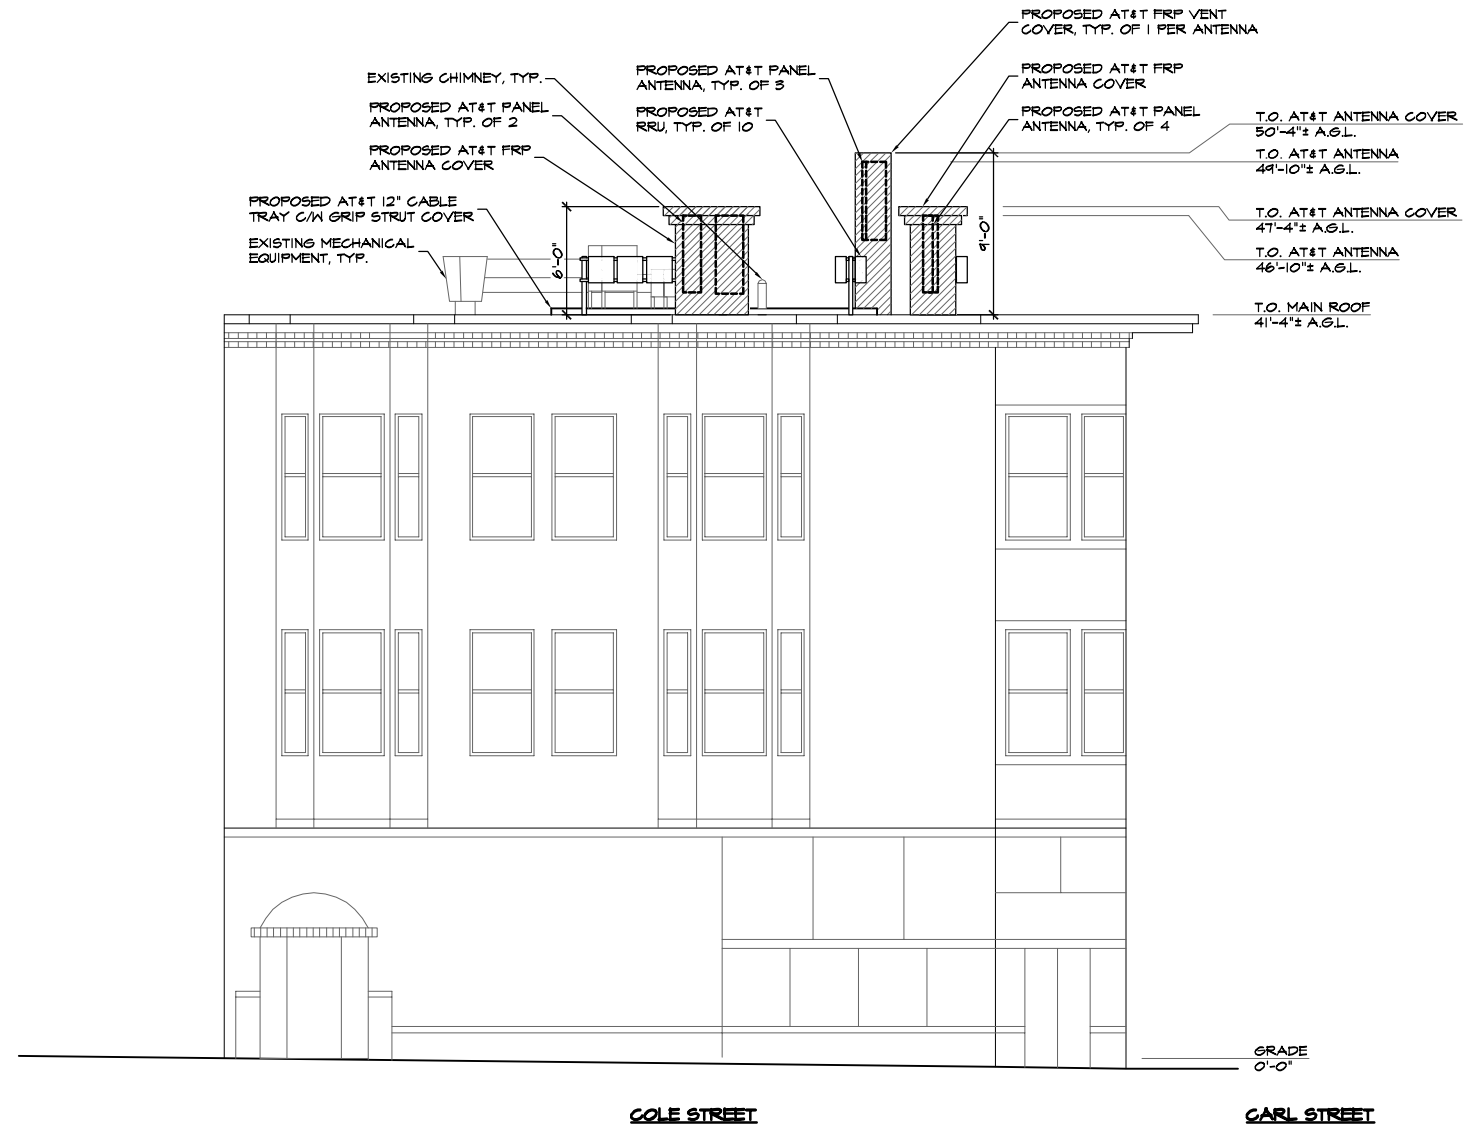 PROPOSED AT&T FRP VENT
COVER, TYP. OF 1 PER ANTENNA
EXISTING CHIMNEY, TYP.
PROPOSED AT&T PANEL
ANTENNA, TYP. OF 2
PROPOSED AT&T FRP
ANTENNA COVER
PROPOSED AT&T 12" CABLE
TRAY C/W GRIP STRUT COVER
EXISTING MECHANICAL
EQUIPMENT, TYP.
PROPOSED AT&T PANEL
ANTENNA, TYP. OF 3
PROPOSED AT&T
RRU, TYP. OF 10
PROPOSED AT&T FRP
ANTENNA COVER
PROPOSED AT&T PANEL
ANTENNA, TYP. OF 4
T.O. AT&T ANTENNA COVER
50'-4"± A.G.L.
T.O. AT&T ANTENNA
49'-10"± A.G.L.
T.O. AT&T ANTENNA COVER
47'-4"± A.G.L.
T.O. AT&T ANTENNA
46'-10"± A.G.L.
T.O. MAIN ROOF
41'-4"± A.G.L.
6'-0"
9'-0"
GRADE
0'-0"
COLE STREET
CARL STREET